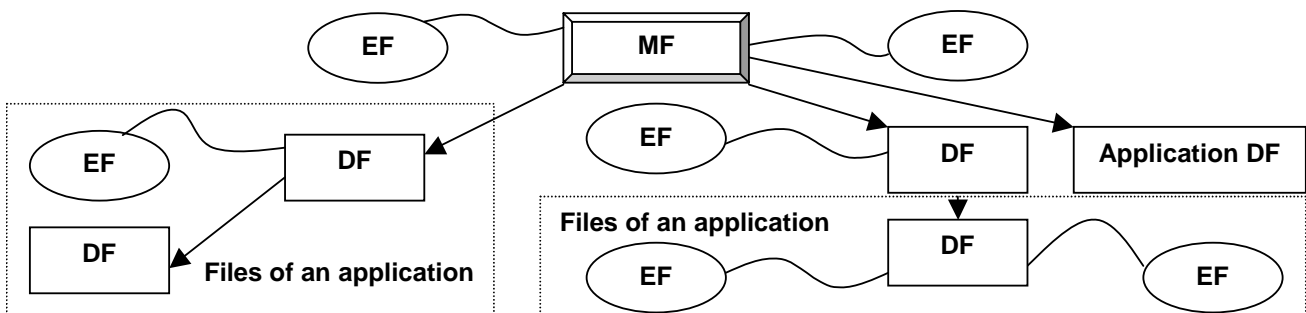 EF
MF
EF
EF
DF
EF
DF
Application DF
DF
Files of an application
Files of an application
EF
DF
EF